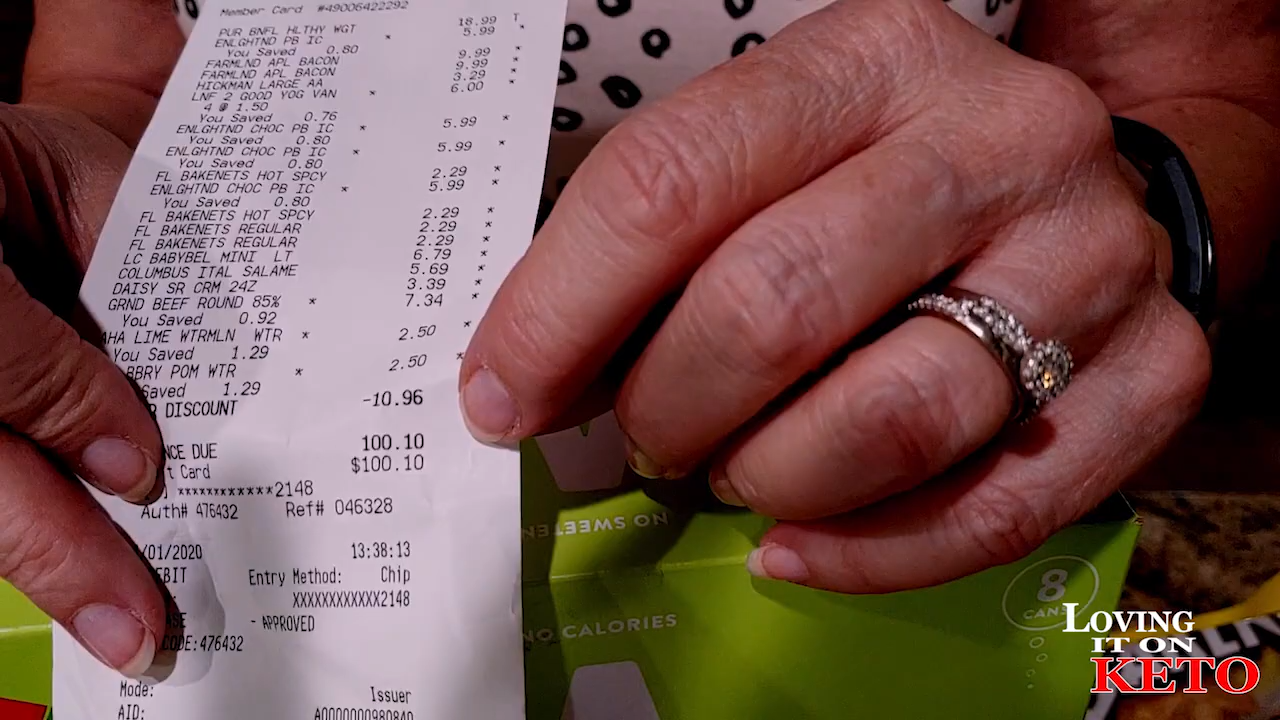 Member Card #49006422292
PUR BNFL HLTHY WGT 18.99 T
ENLGHTND PB IC * 5.99 *
You Saved 0.80
FARMLND APL BACON 9.99 *
FARMLND APL BACON 9.99 *
HICKMAN LARGE AA 3.29 *
LNF 2 GOOD YOG VAN * 6.00 *
4 @ 1.50
You Saved 0.76
ENLGHTND CHOC PB IC * 5.99 *
You Saved 0.80
ENLGHTND CHOC PB IC * 5.99 *
You Saved 0.80
FL BAKENETS HOT SPCY 2.29 *
ENLGHTND CHOC PB IC * 5.99 *
You Saved 0.80
FL BAKENETS HOT SPCY 2.29 *
FL BAKENETS REGULAR 2.29 *
FL BAKENETS REGULAR 2.29 *
LC BABYBEL MINI LT 6.79 *
COLUMBUS ITAL SALAME 5.69 *
DAISY SR CRM 24Z 3.39 *
GRND BEEF ROUND 85% * 7.34 *
You Saved 0.92
AHA LIME WTRMLN WTR * 2.50 *
You Saved 1.29
BBRY POM WTR * 2.50 *
Saved 1.29
R DISCOUNT -10.96
NCE DUE 100.10
t Card $100.10
************2148
Auth# 476432 Ref# 046328
/01/2020 13:38:13
EBIT Entry Method: Chip
XXXXXXXXXXXX2148
ASE - APPROVED
CODE:476432
Mode: Issuer
AID: A0000000980840
NO SWEETEN
NO CALORIES
8
CANS
LOVING
IT ON
KETO